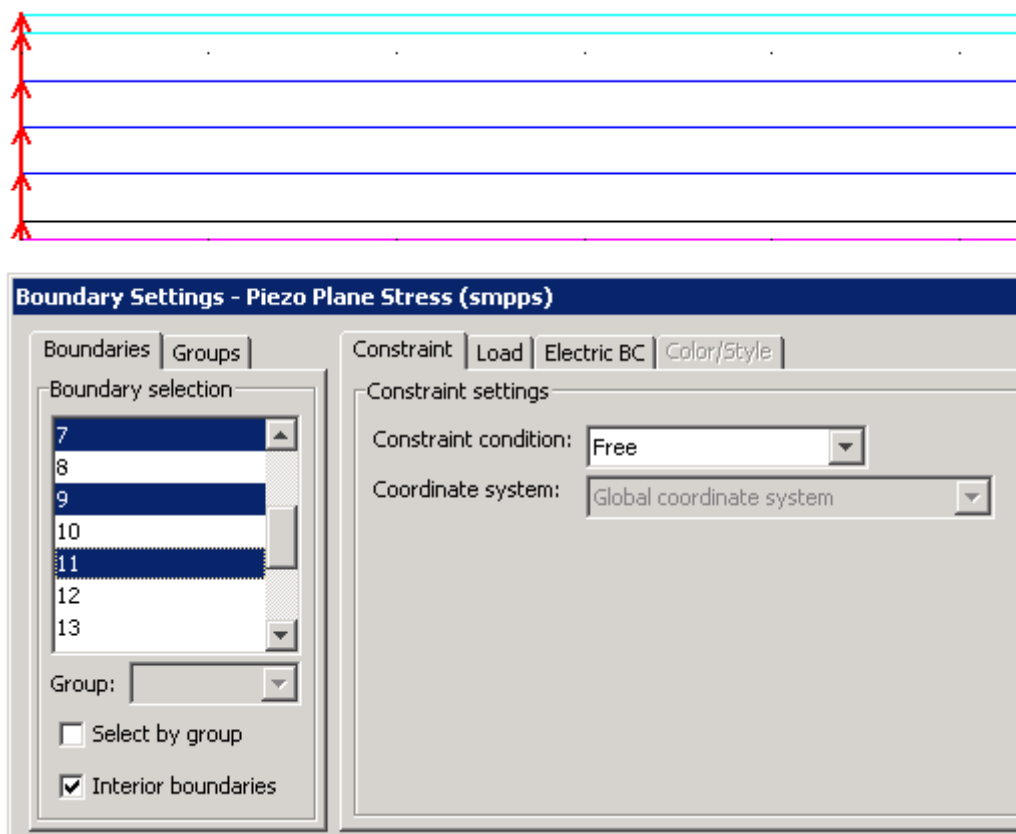 Boundary Settings - Piezo Plane Stress (smpps)
Boundaries Groups
Boundary selection
7
8
9
10
11
12
13
Group:
Select by group
Interior boundaries
Constraint Load Electric BC Color/Style
Constraint settings
Constraint condition: Free
Coordinate system: Global coordinate system